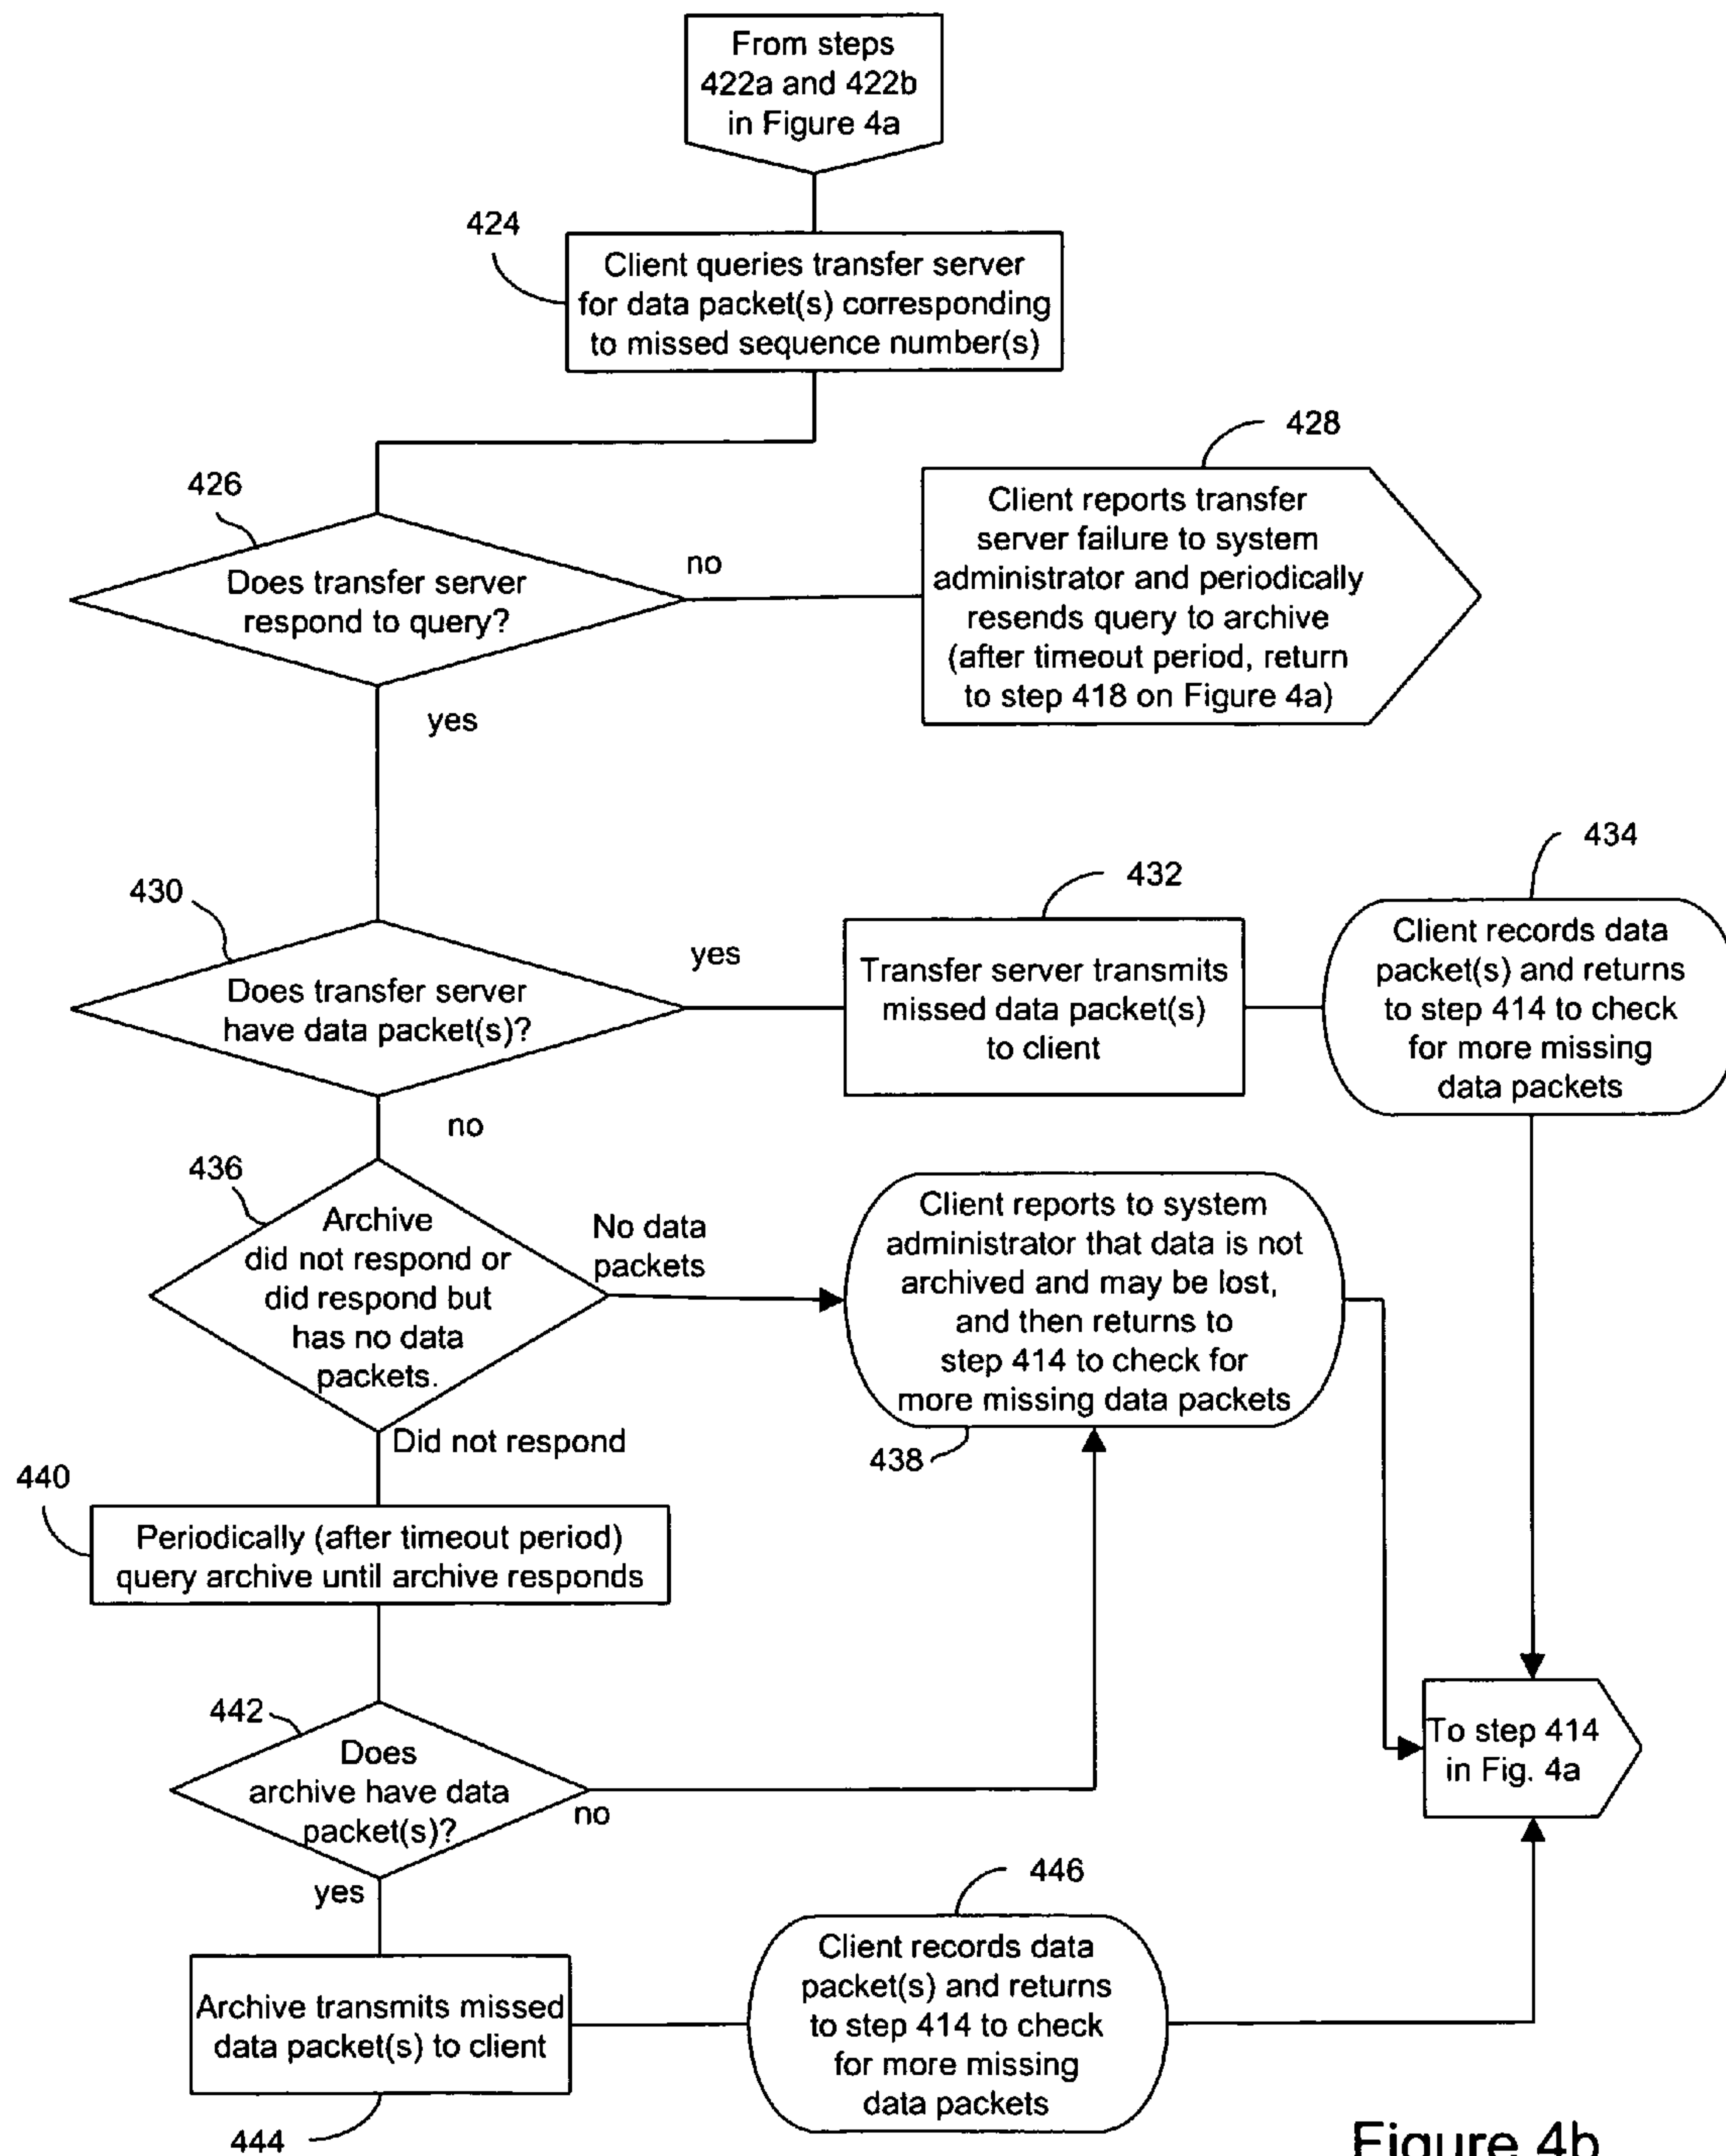 From steps
422a and 422b
in Figure 4a
424
Client queries transfer server
for data packet(s) corresponding
to missed sequence number(s)
428
426
Does transfer server
respond to query?
no
yes
Client reports transfer
server failure to system
administrator and periodically
resends query to archive
(after timeout period, return
to step 418 on Figure 4a)
430
Does transfer server
have data packet(s)?
yes
no
432
Transfer server transmits
missed data packet(s)
to client
434
Client records data
packet(s) and returns
to step 414 to check
for more missing
data packets
436
Archive
did not respond or
did respond but
has no data
packets.
No data
packets
Did not respond
Client reports to system
administrator that data is not
archived and may be lost,
and then returns to
step 414 to check for
more missing data packets
438
440
Periodically (after timeout period)
query archive until archive responds
442
Does
archive have data
packet(s)?
no
yes
To step 414
in Fig. 4a
Archive transmits missed
data packet(s) to client
444
446
Client records data
packet(s) and returns
to step 414 to check
for more missing
data packets
Figure 4b